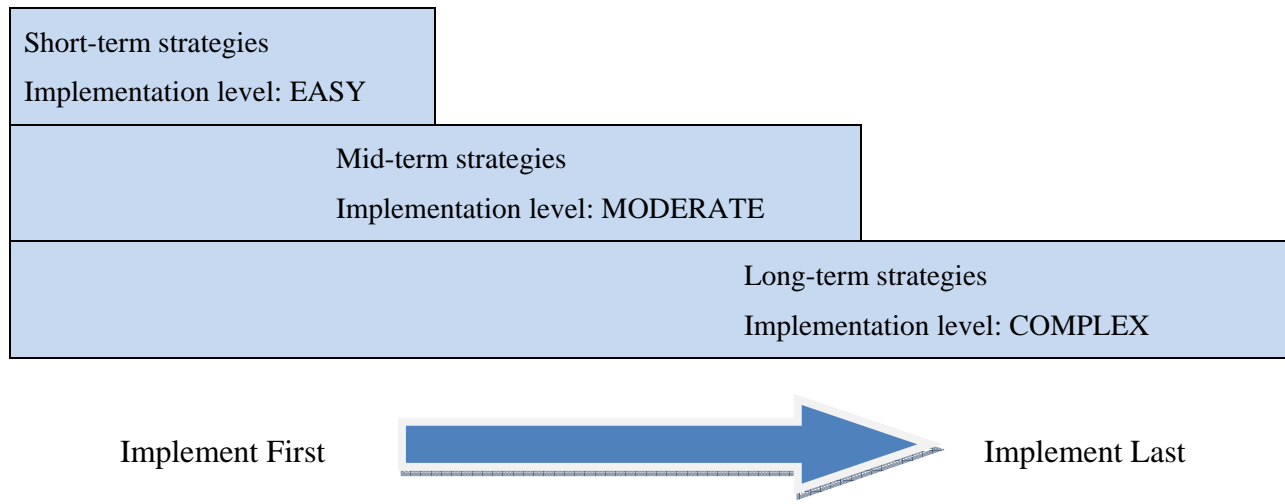 Short-term strategies
Implementation level: EASY
Mid-term strategies
Implementation level: MODERATE
Long-term strategies
Implementation level: COMPLEX
Implement First
Implement Last